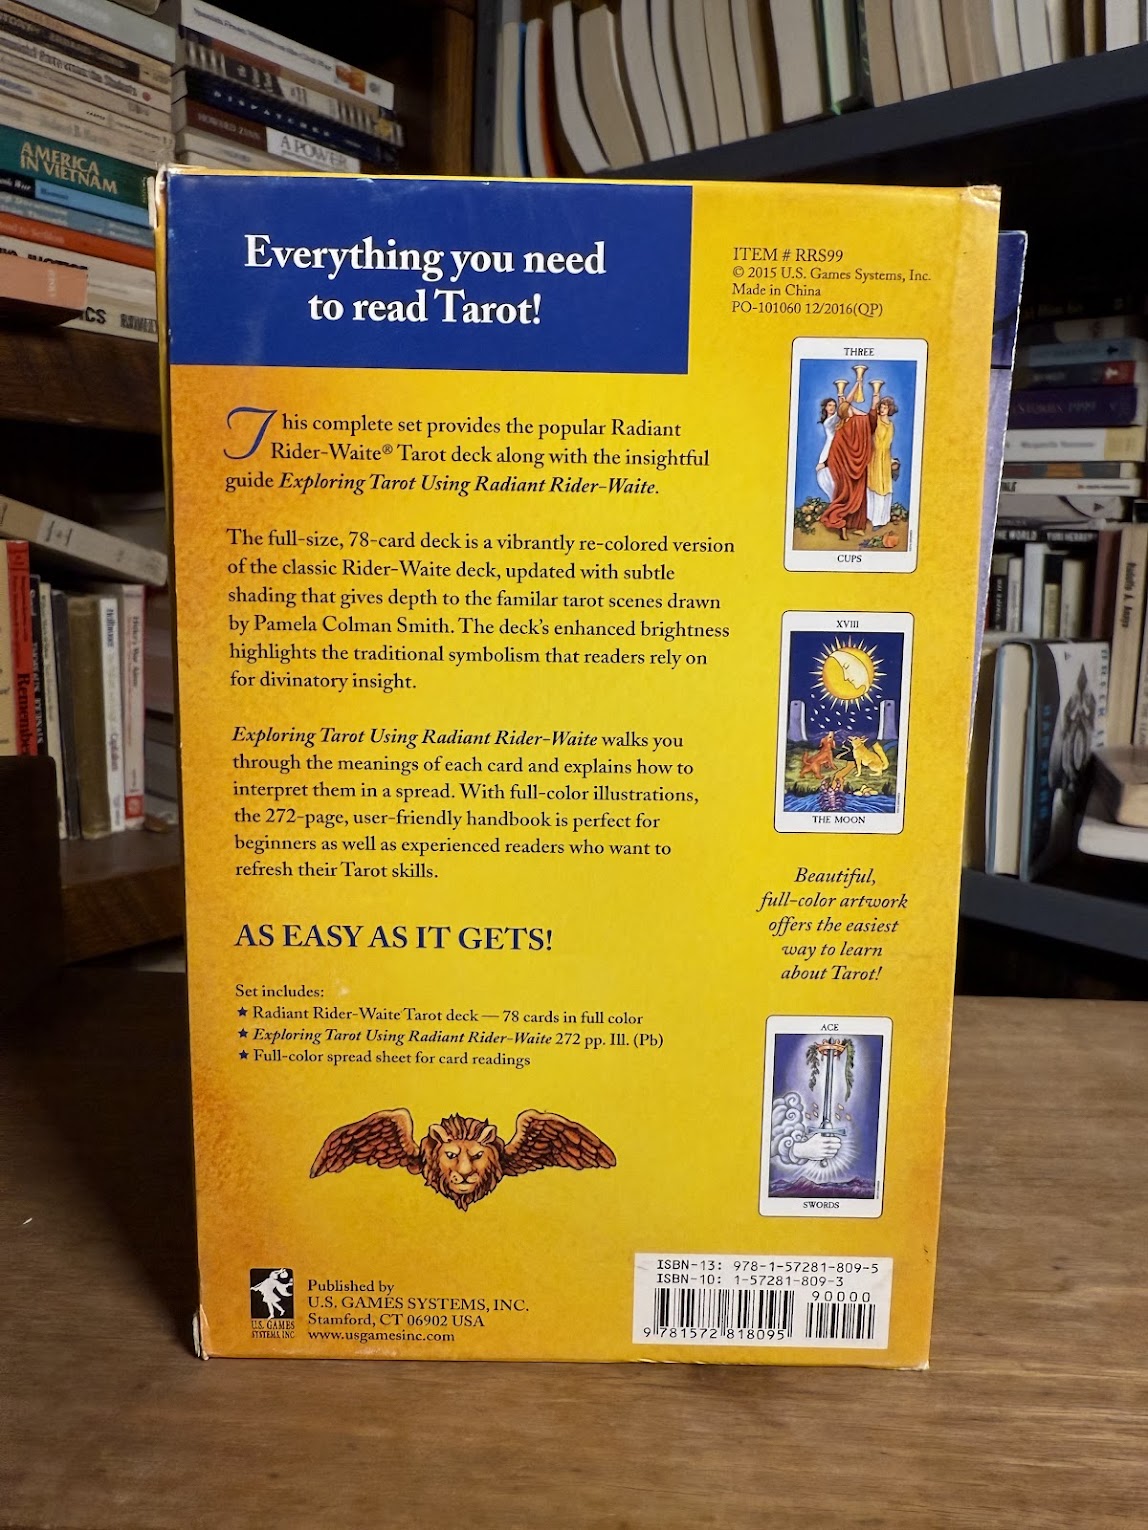 AMERICA
IN VIETNAM
HOWARD ZINN
A POWER
Everything you need
to read Tarot!
ITEM # RRS99
© 2015 U.S. Games Systems, Inc.
Made in China
PO-101060 12/2016(QP)
This complete set provides the popular Radiant
Rider-Waite® Tarot deck along with the insightful
guide Exploring Tarot Using Radiant Rider-Waite.
The full-size, 78-card deck is a vibrantly re-colored version
of the classic Rider-Waite deck, updated with subtle
shading that gives depth to the familar tarot scenes drawn
by Pamela Colman Smith. The deck's enhanced brightness
highlights the traditional symbolism that readers rely on
for divinatory insight.
Exploring Tarot Using Radiant Rider-Waite walks you
through the meanings of each card and explains how to
interpret them in a spread. With full-color illustrations,
the 272-page, user-friendly handbook is perfect for
beginners as well as experienced readers who want to
refresh their Tarot skills.
AS EASY AS IT GETS!
Set includes:
★ Radiant Rider-Waite Tarot deck — 78 cards in full color
★ Exploring Tarot Using Radiant Rider-Waite 272 pp. Ill. (Pb)
★ Full-color spread sheet for card readings
THREE
CUPS
XVIII
THE MOON
Beautiful,
full-color artwork
offers the easiest
way to learn
about Tarot!
ACE
SWORDS
U.S. GAMES
SYSTEMS, INC
Published by
U.S. GAMES SYSTEMS, INC.
Stamford, CT 06902 USA
www.usgamesinc.com
ISBN-13: 978-1-57281-809-5
ISBN-10: 1-57281-809-3
90000
9 781572 818095